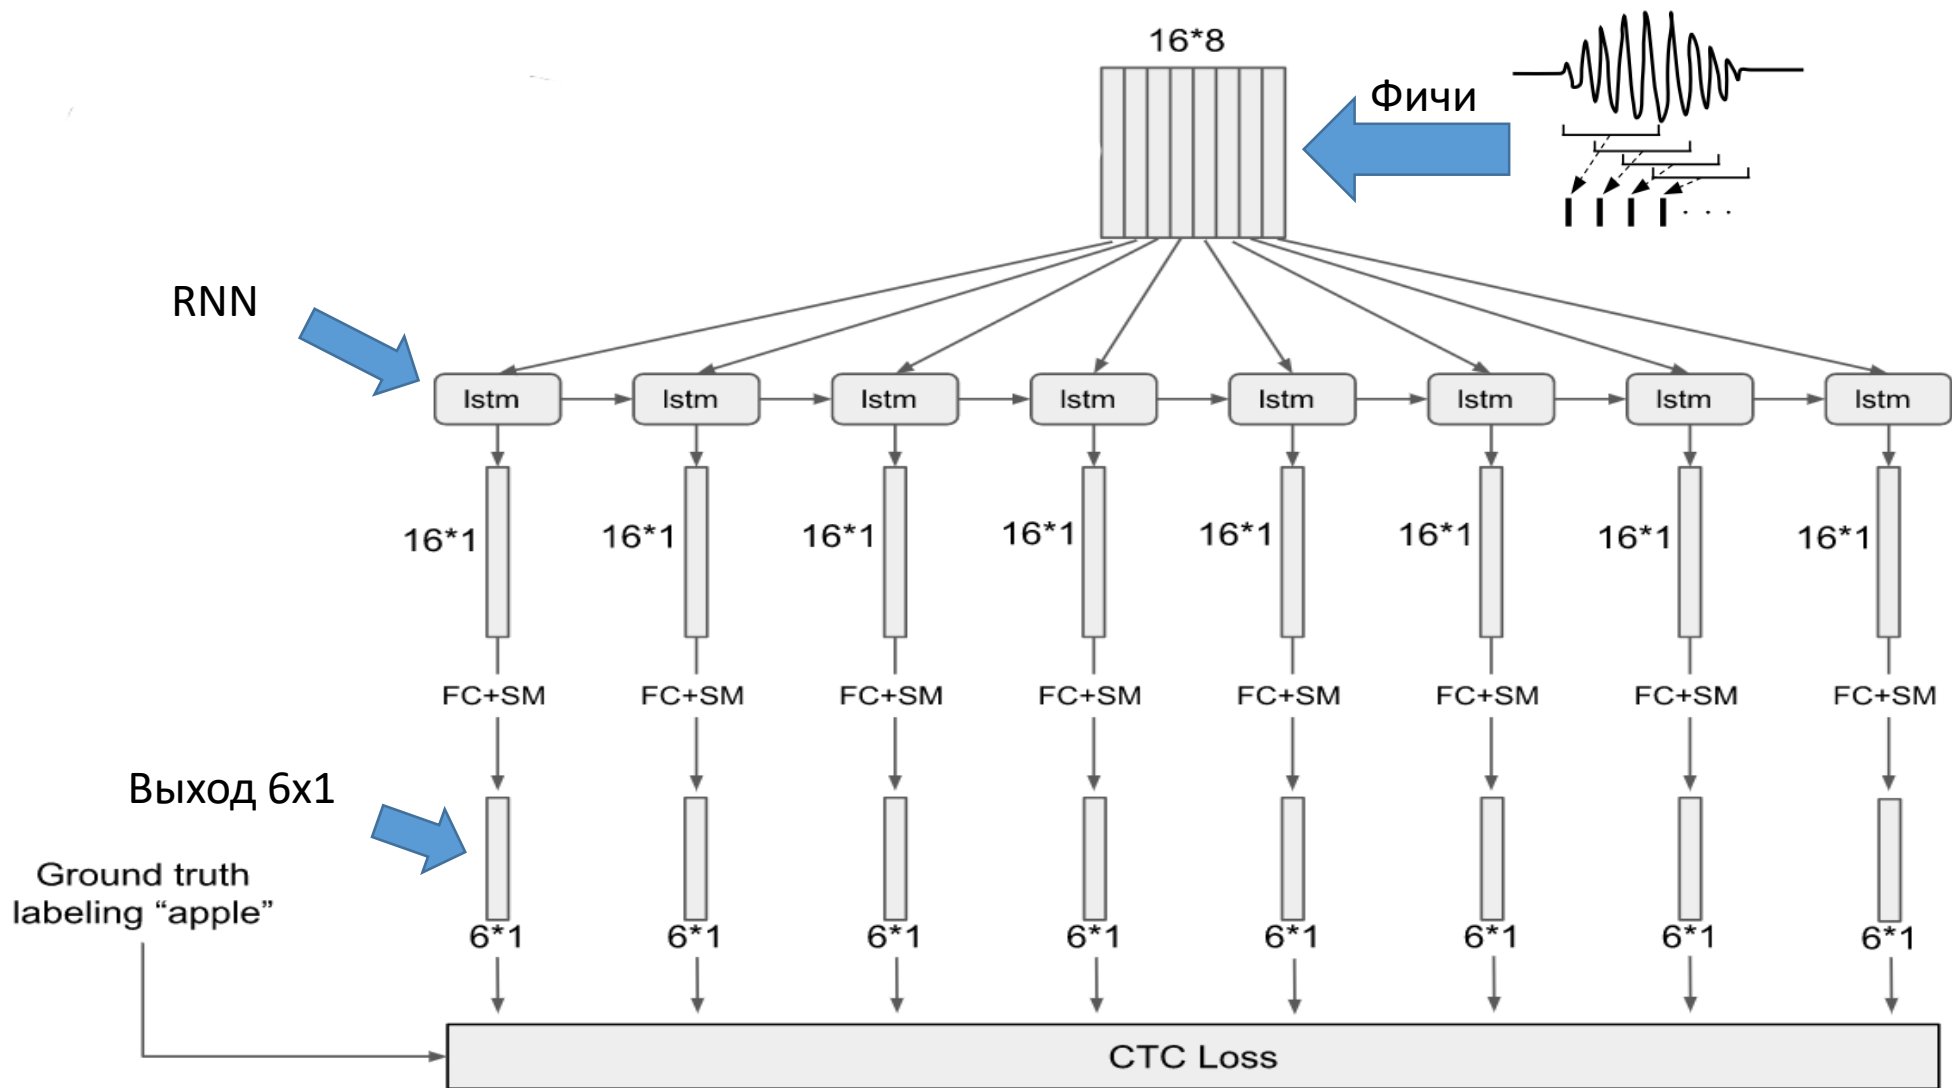 16*8
Фичи
RNN
lstm lstm lstm lstm lstm lstm lstm lstm
16*1 16*1 16*1 16*1 16*1 16*1 16*1 16*1
FC+SM FC+SM FC+SM FC+SM FC+SM FC+SM FC+SM FC+SM
Выход 6x1
Ground truth
labeling “apple”
6*1 6*1 6*1 6*1 6*1 6*1 6*1 6*1
CTC Loss